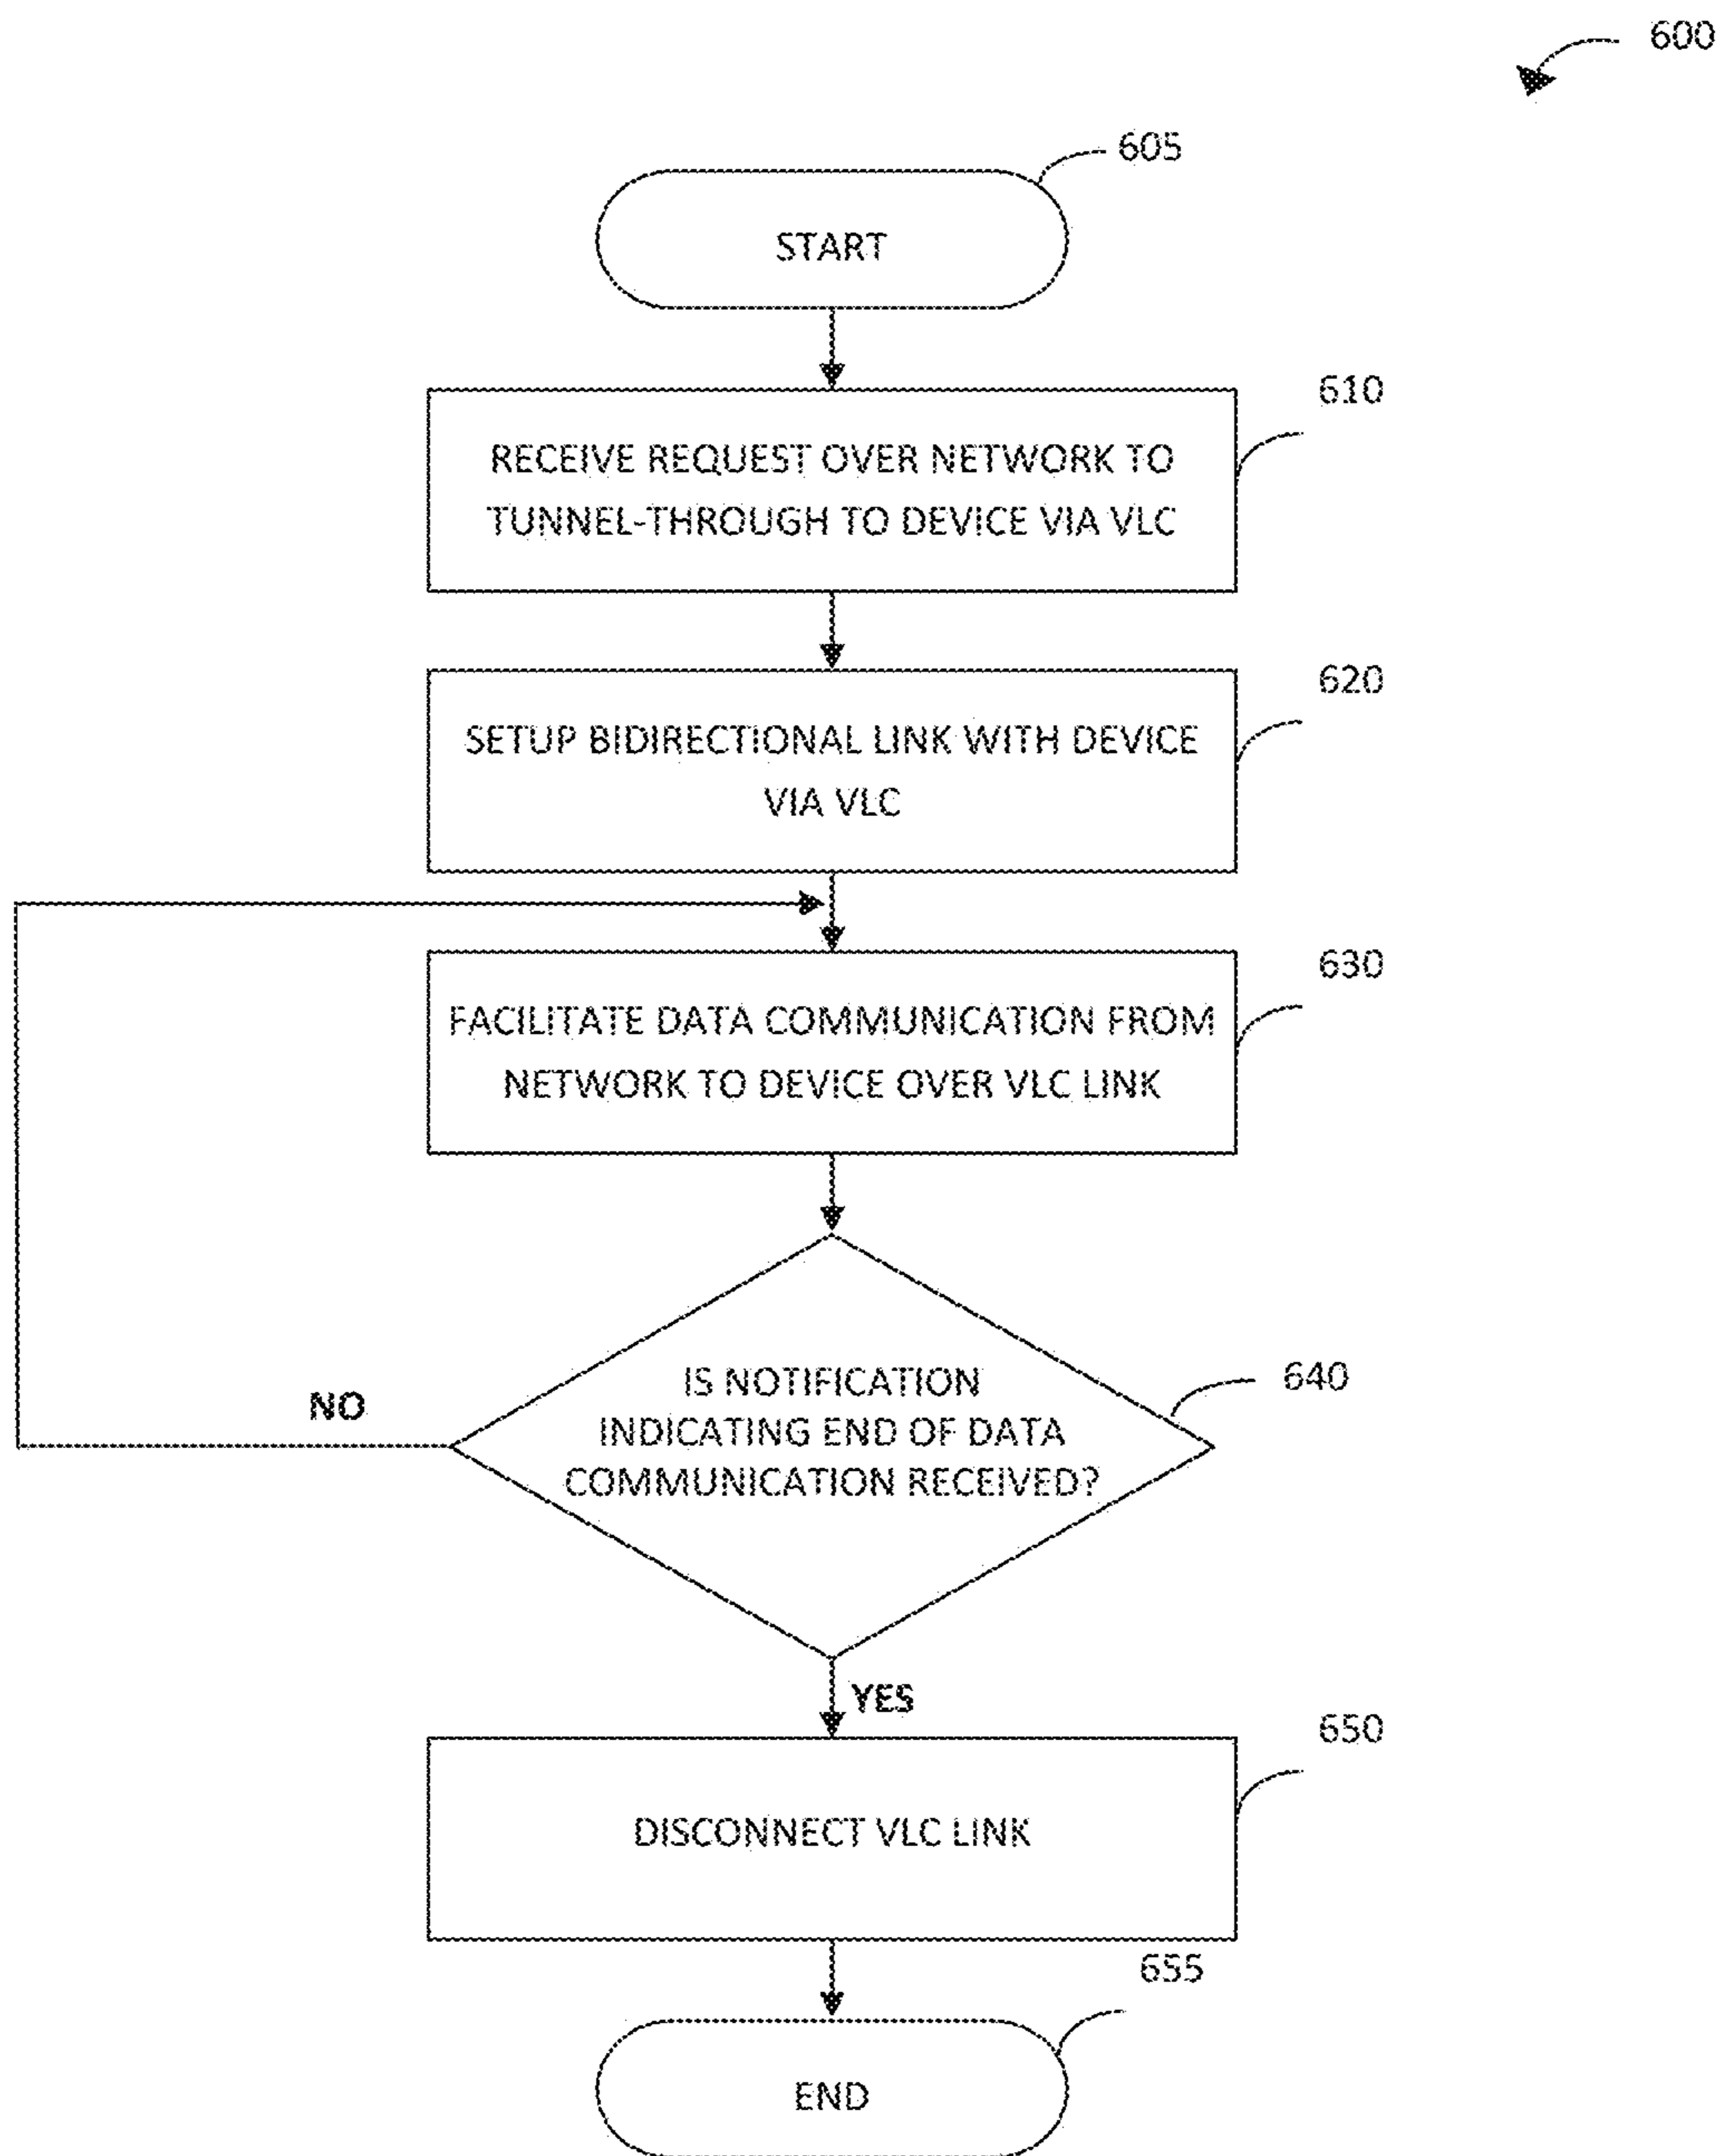 600
605
START
610
RECEIVE REQUEST OVER NETWORK TO
TUNNEL-THROUGH TO DEVICE VIA VLC
620
SETUP BIDIRECTIONAL LINK WITH DEVICE
VIA VLC
630
FACILITATE DATA COMMUNICATION FROM
NETWORK TO DEVICE OVER VLC LINK
640
IS NOTIFICATION
INDICATING END OF DATA
COMMUNICATION RECEIVED?
NO
YES
650
DISCONNECT VLC LINK
655
END